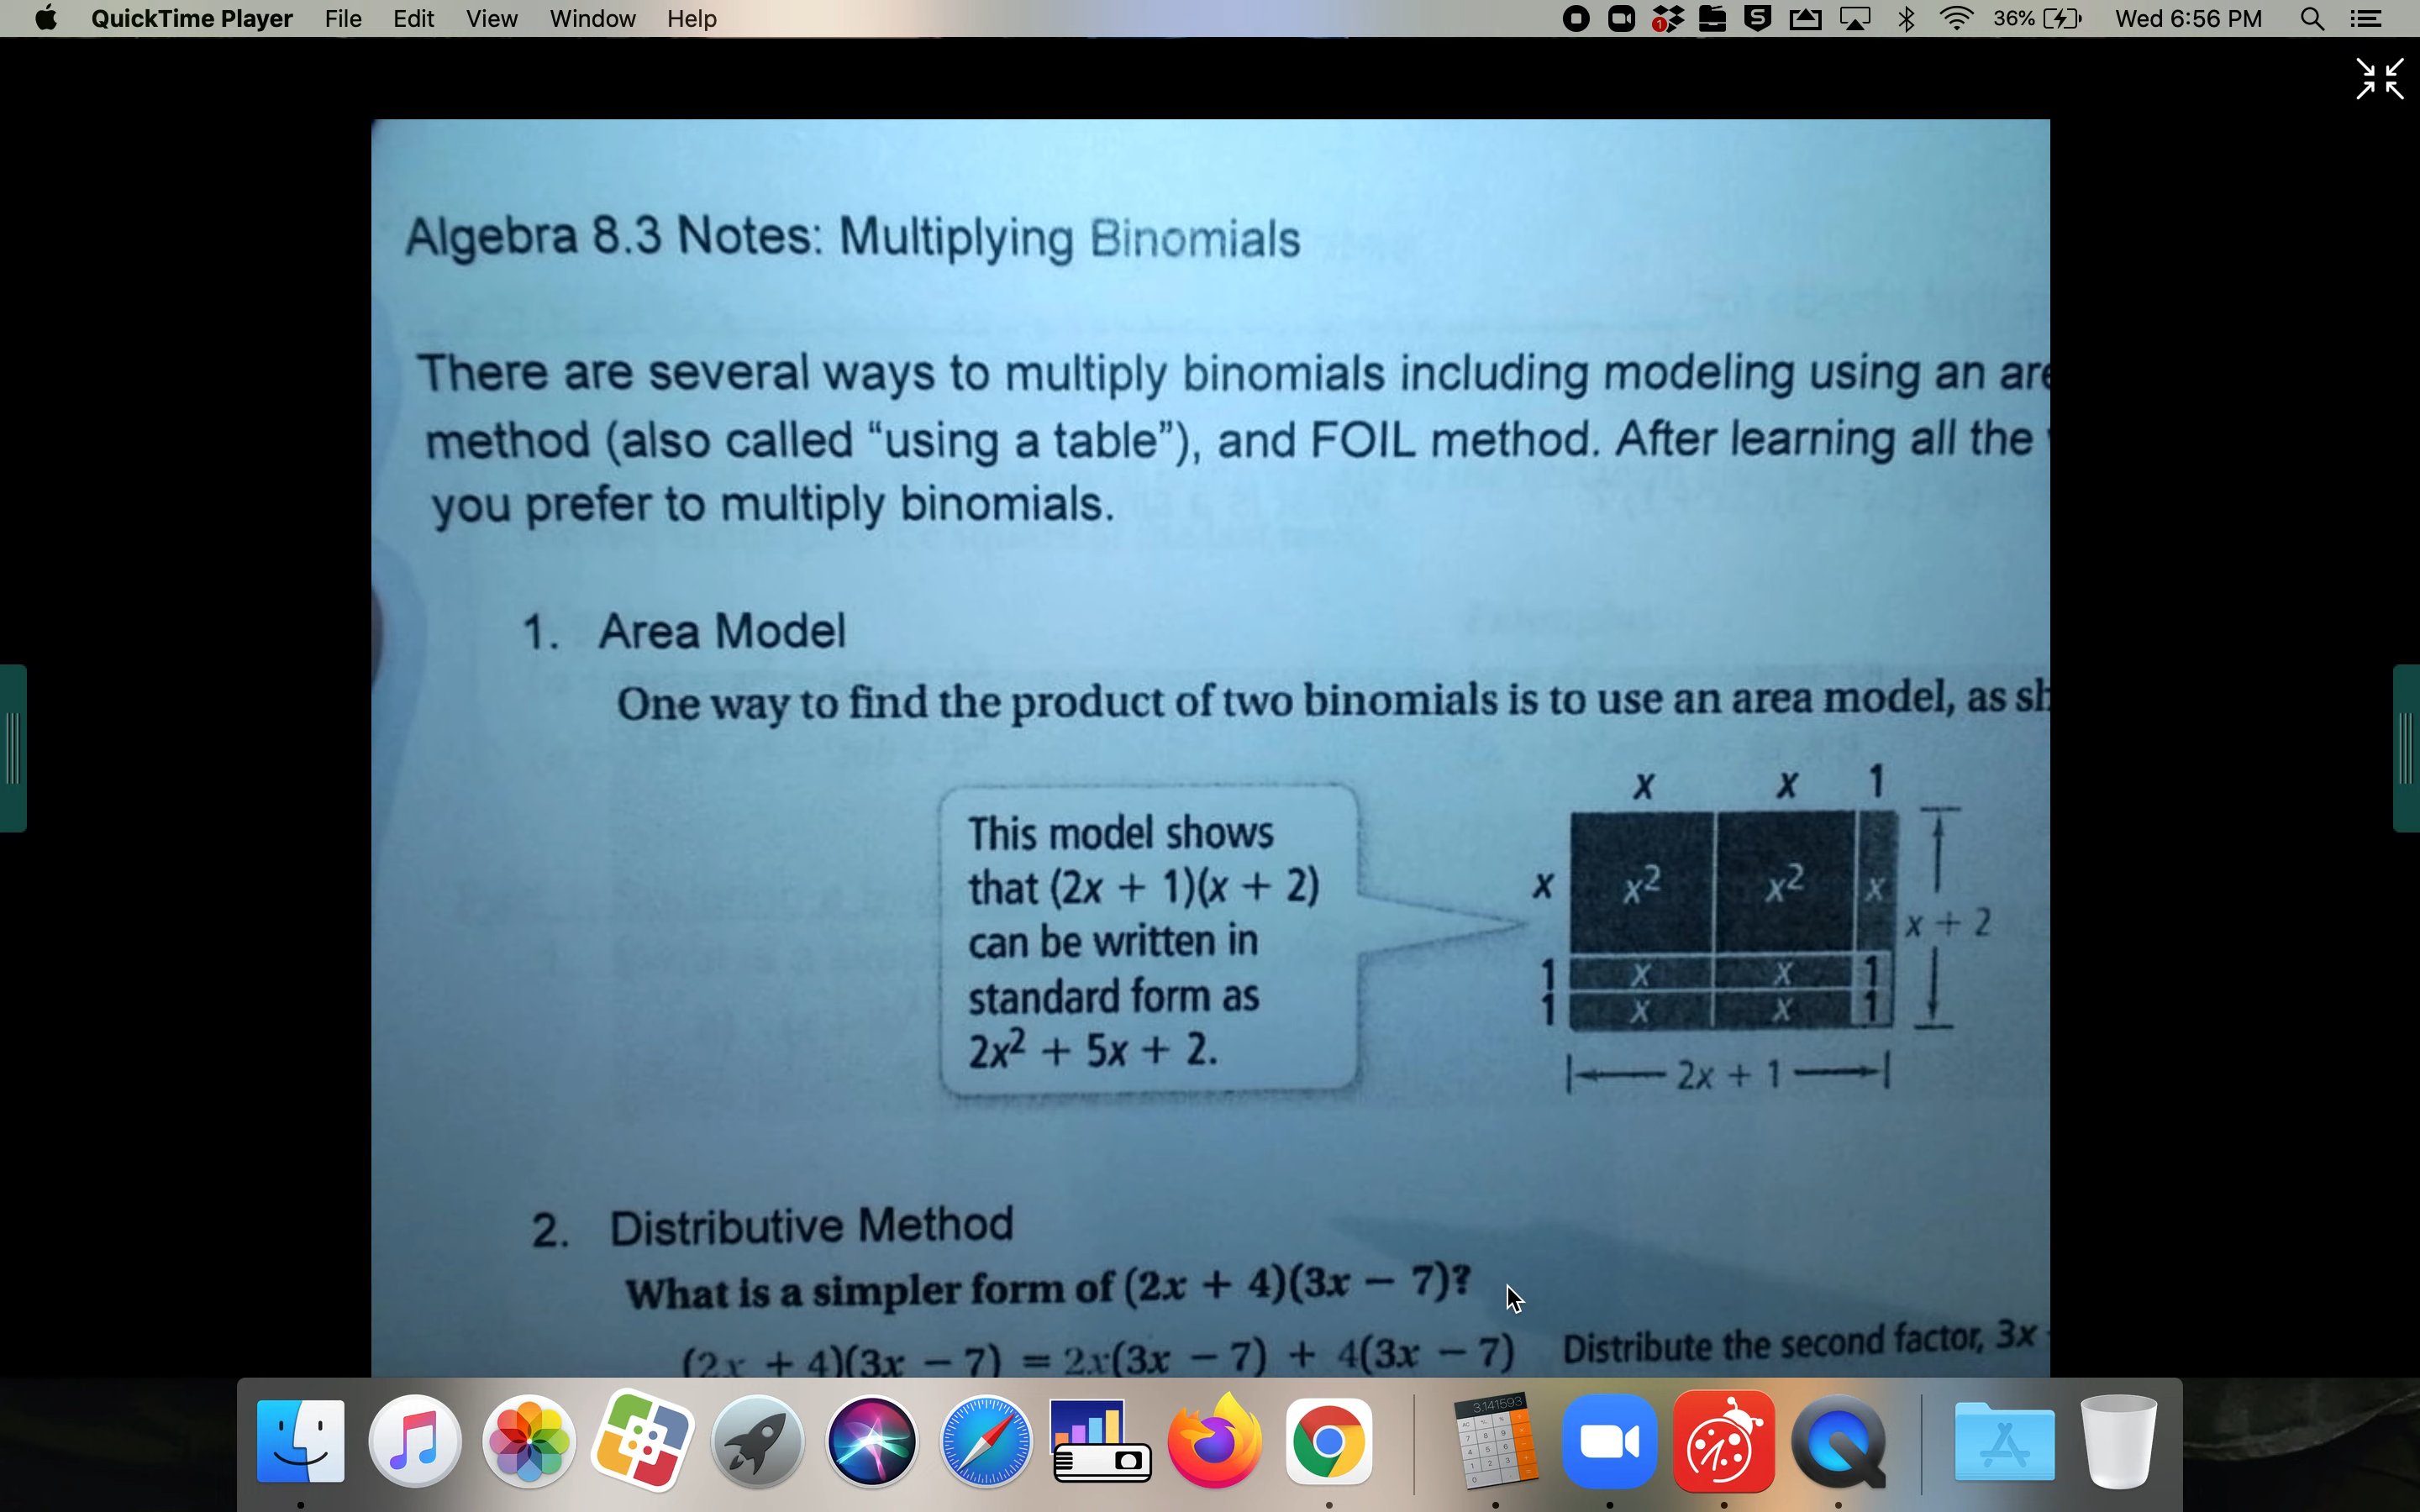 QuickTime Player File Edit View Window Help 1 36% Wed 6:56 PM
Algebra 8.3 Notes: Multiplying Binomials
There are several ways to multiply binomials including modeling using an
method (also called “using a table”), and FOIL method. After learning all the
you prefer to multiply binomials.
1. Area Model
One way to find the product of two binomials is to use an area model, as
This model shows
that (2x + 1)(x + 2)
can be written in
standard form as
2x² + 5x + 2.
x x 1
x x² x² x
x + 2
1 x x 1
1 x x 1
2x + 1
2. Distributive Method
What is a simpler form of (2x + 4)(3x − 7)?
(2x + 4)(3x − 7) = 2x(3x − 7) + 4(3x − 7) Distribute the second factor, 3x
3.141593